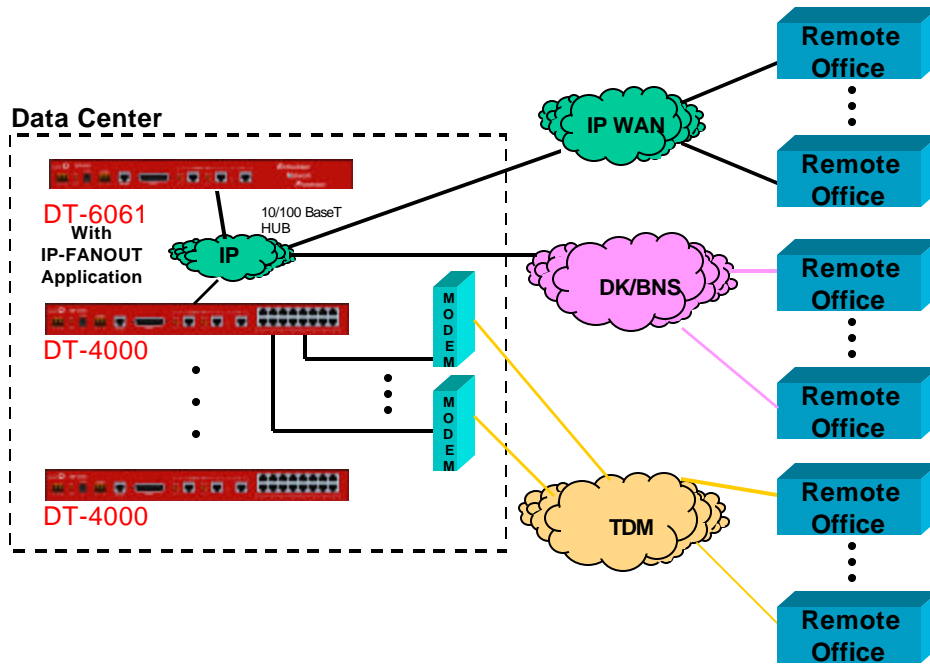 Data Center
DT-6061
With
IP-FANOUT
Application
10/100 BaseT
HUB
IP
DT-4000
DT-4000
MODEM
MODEM
IP WAN
DK/BNS
TDM
Remote
Office
Remote
Office
Remote
Office
Remote
Office
Remote
Office
Remote
Office